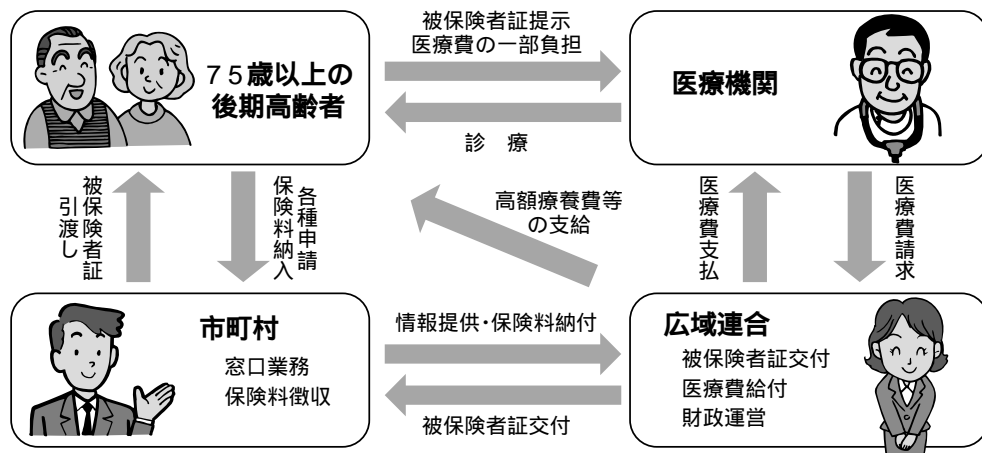 被保険者証提示
医療費の一部負担
７５歳以上の
後期高齢者
医療機関
診　療
被保険者証
引渡し
各種申請
保険料納入
高額療養費等
の支給
医療費支払
医療費請求
市町村
窓口業務
保険料徴収
情報提供・保険料納付
被保険者証交付
広域連合
被保険者証交付
医療費給付
財政運営